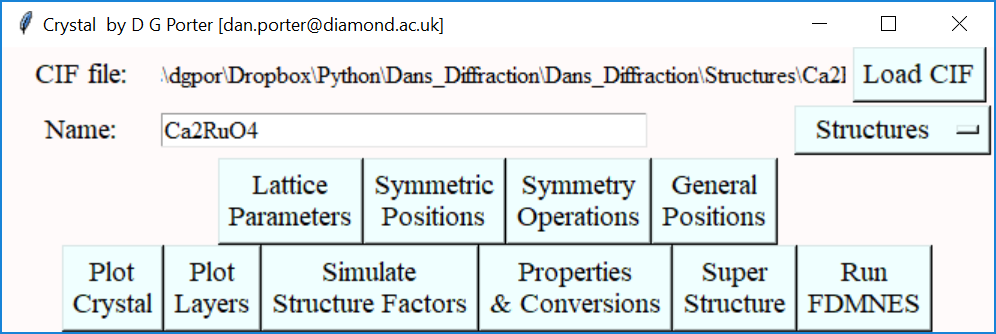 Crystal by D G Porter [dan.porter@diamond.ac.uk]
CIF file: \dgpor\Dropbox\Python\Dans_Diffraction\Dans_Diffraction\Structures\Ca2 Load CIF
Name: Ca2RuO4 Structures
Lattice Parameters Symmetric Positions Symmetry Operations General Positions
Plot Crystal Plot Layers Simulate Structure Factors Properties & Conversions Super Structure Run FDMNES